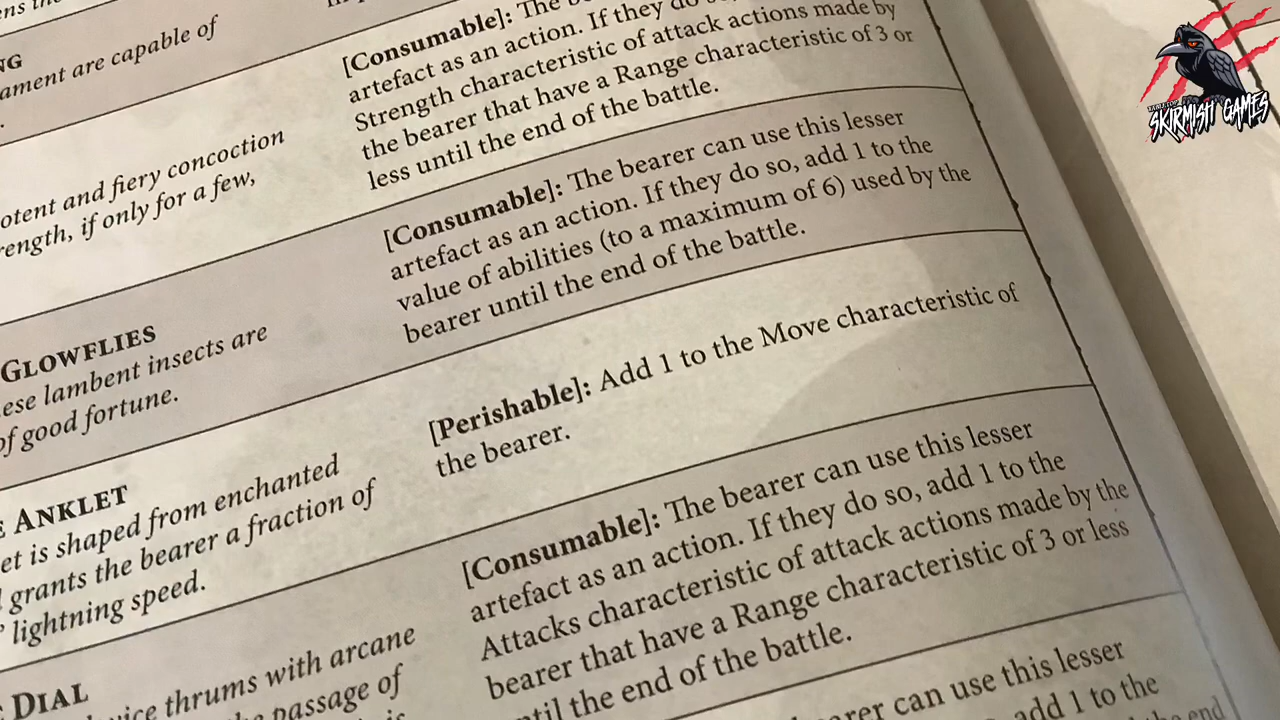 NG
ament are capable of
[Consumable]: The
artefact as an action. If they do
Strength characteristic of attack actions made by
the bearer that have a Range characteristic of 3 or
less until the end of the battle.
otent and fiery concoction
rength, if only for a few,
[Consumable]: The bearer can use this lesser
artefact as an action. If they do so, add 1 to the
value of abilities (to a maximum of 6) used by the
bearer until the end of the battle.
GLOWFLIES
ese lambent insects are
of good fortune.
[Perishable]: Add 1 to the Move characteristic of
the bearer.
ANKLET
et is shaped from enchanted
grants the bearer a fraction of
' lightning speed.
[Consumable]: The bearer can use this lesser
artefact as an action. If they do so, add 1 to the
Attacks characteristic of attack actions made by the
bearer that have a Range characteristic of 3 or less
ntil the end of the battle.
DIAL
vice thrums with arcane
passage of
rer can use this lesser
add 1 to the
the end
TABLETOP
SKIRMISH GAMES